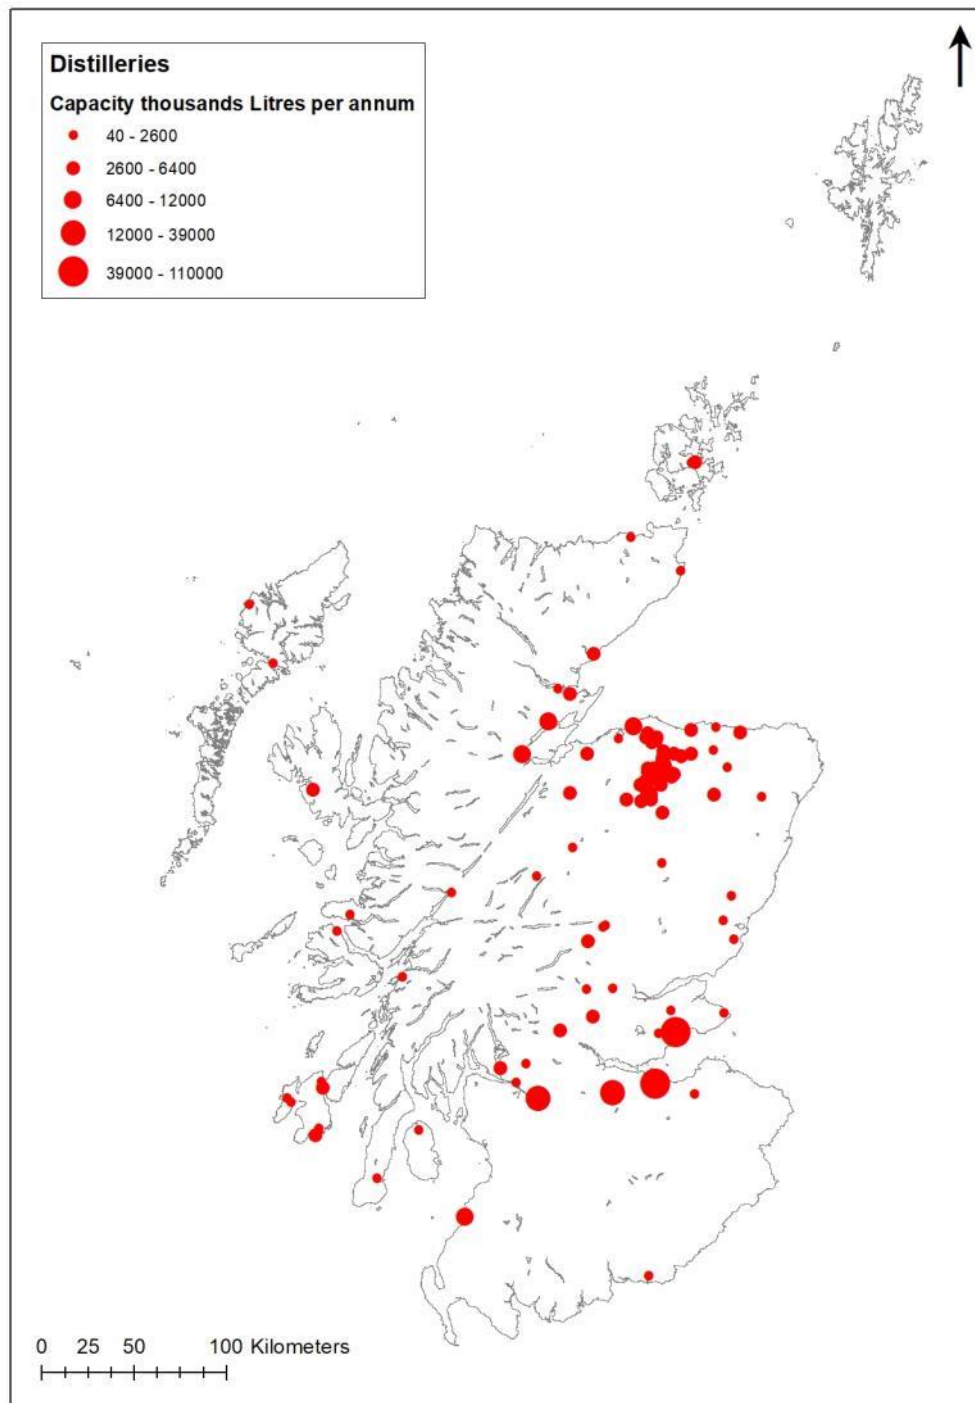 Distilleries
Capacity thousands Litres per annum
40 - 2600
2600 - 6400
6400 - 12000
12000 - 39000
39000 - 110000
0 25 50 100 Kilometers